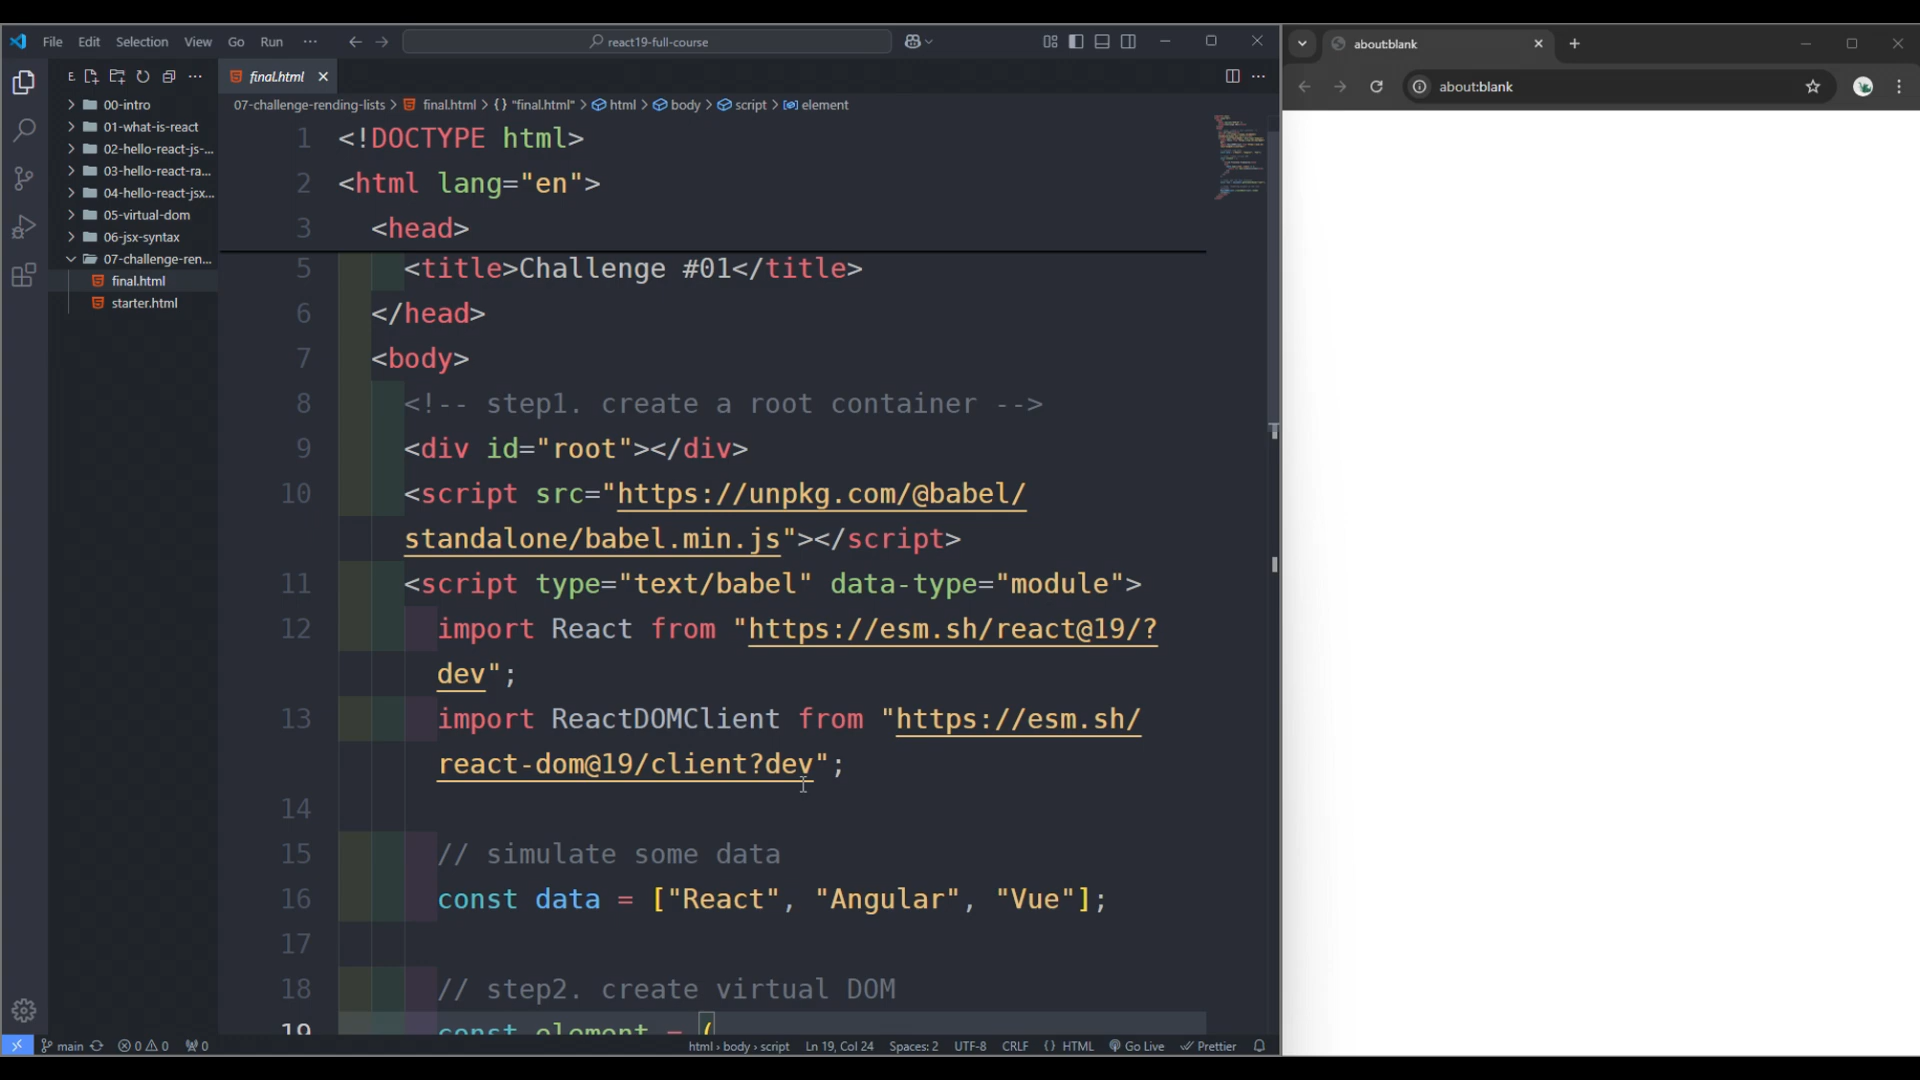 File Edit Selection View Go Run ··· react19-full-course
about:blank
about:blank
E
final.html
07-challenge-rending-lists > final.html > {} "final.html" > html > body > script > element
00-intro
01-what-is-react
02-hello-react-js-...
03-hello-react-ra...
04-hello-react-jsx...
05-virtual-dom
06-jsx-syntax
07-challenge-ren...
final.html
starter.html
1 <!DOCTYPE html>
2 <html lang="en">
3 <head>
5 <title>Challenge #01</title>
6 </head>
7 <body>
8 <!-- step1. create a root container -->
9 <div id="root"></div>
10 <script src="https://unpkg.com/@babel/
standalone/babel.min.js"></script>
11 <script type="text/babel" data-type="module">
12 import React from "https://esm.sh/react@19/?
dev";
13 import ReactDOMClient from "https://esm.sh/
react-dom@19/client?dev";
14
15 // simulate some data
16 const data = ["React", "Angular", "Vue"];
17
18 // step2. create virtual DOM
19 const element = (
main 0 0 0 html › body › script Ln 19, Col 24 Spaces: 2 UTF-8 CRLF {} HTML Go Live Prettier